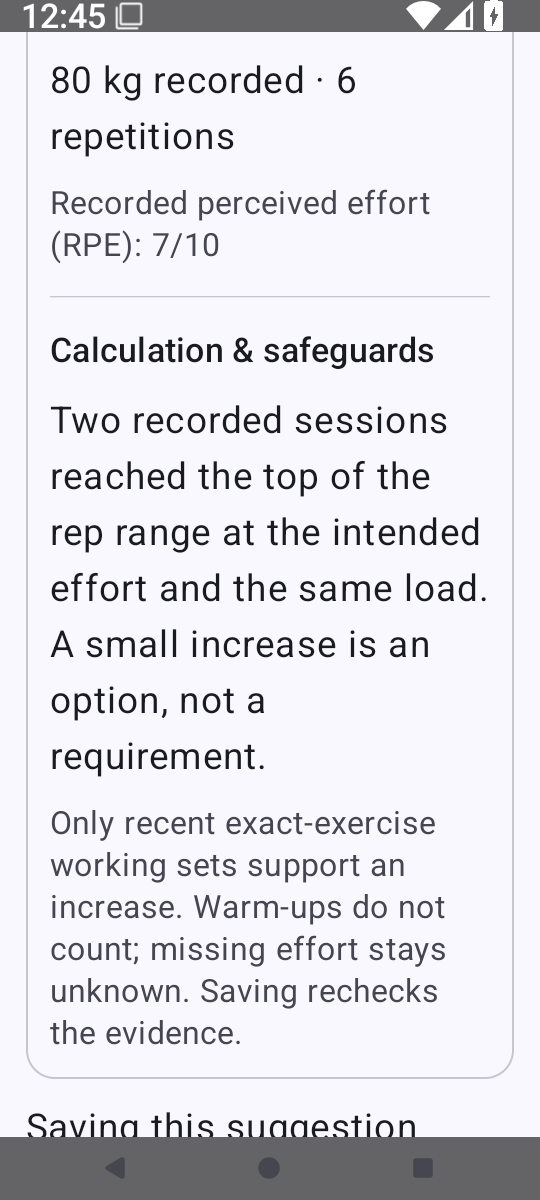 12:45
80 kg recorded · 6
repetitions
Recorded perceived effort
(RPE): 7/10
Calculation & safeguards
Two recorded sessions
reached the top of the
rep range at the intended
effort and the same load.
A small increase is an
option, not a
requirement.
Only recent exact-exercise
working sets support an
increase. Warm-ups do not
count; missing effort stays
unknown. Saving rechecks
the evidence.
Saving this suggestion